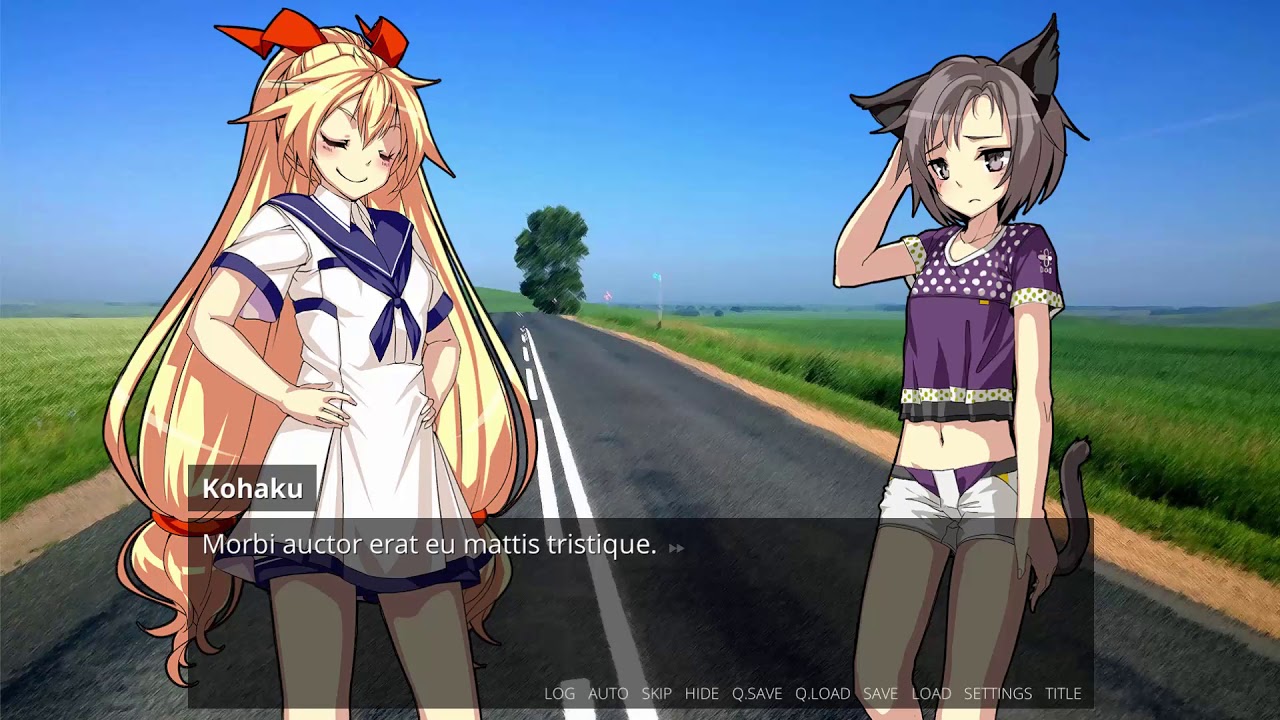 Kohaku
Morbi auctor erat eu mattis tristique.
LOG AUTO SKIP HIDE Q.SAVE Q.LOAD SAVE LOAD SETTINGS TITLE